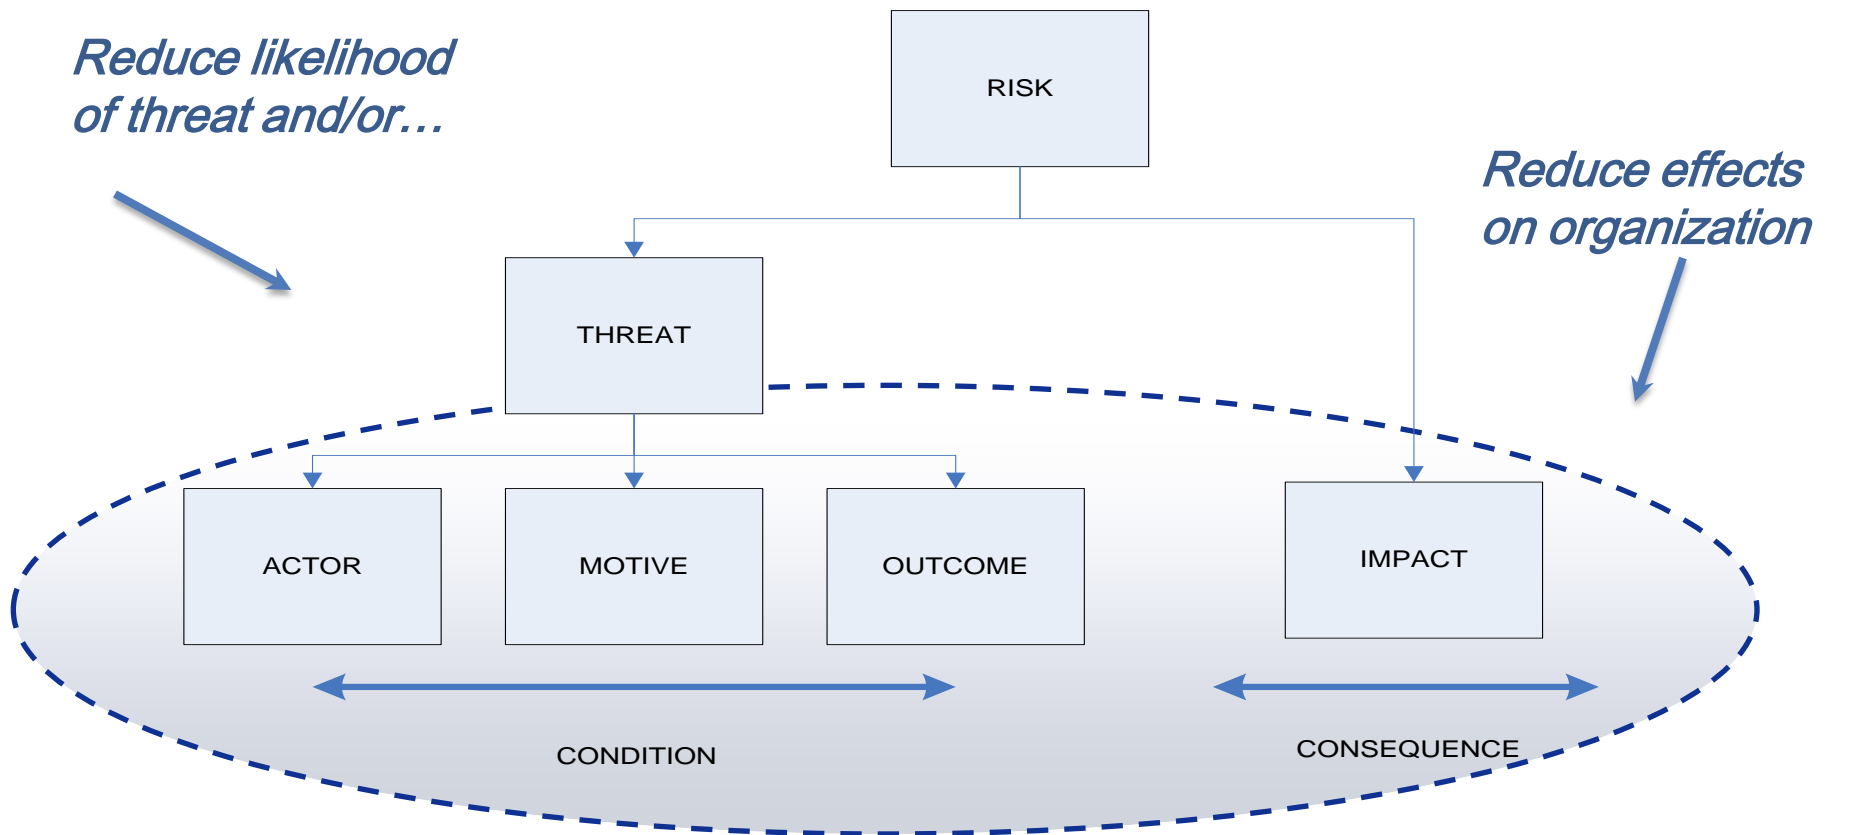 Reduce likelihood
of threat and/or…
RISK
Reduce effects
on organization
THREAT
ACTOR
MOTIVE
OUTCOME
IMPACT
CONDITION
CONSEQUENCE